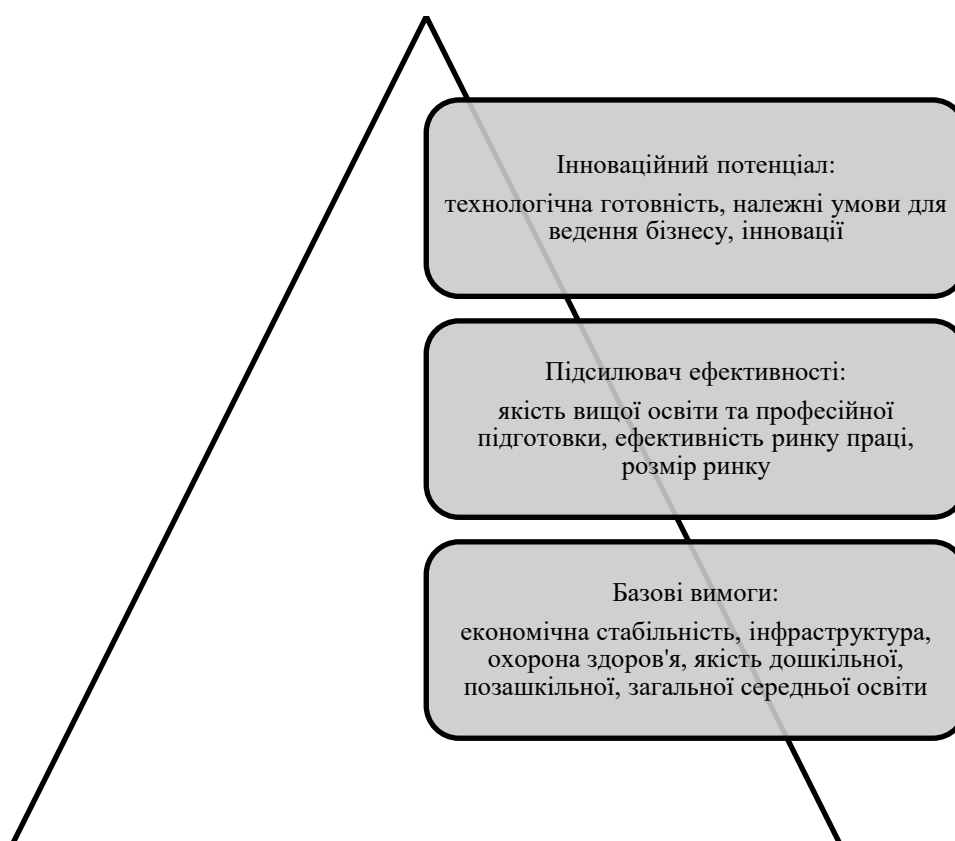 Інноваційний потенціал:
технологічна готовність, належні умови для
ведення бізнесу, інновації
Підсилювач ефективності:
якість вищої освіти та професійної
підготовки, ефективність ринку праці,
розмір ринку
Базові вимоги:
економічна стабільність, інфраструктура,
охорона здоров'я, якість дошкільної,
позашкільної, загальної середньої освіти